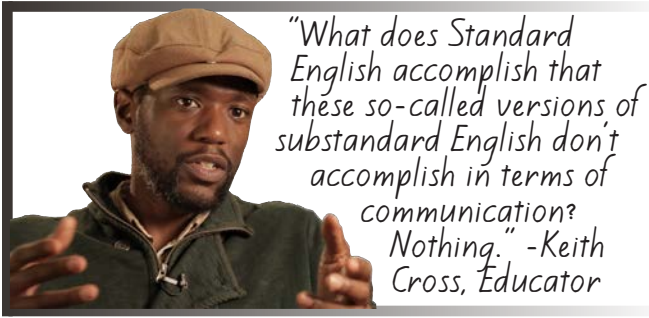 "What does Standard
English accomplish that
these so-called versions of
substandard English don't
accomplish in terms of
communication?
Nothing." -Keith
Cross, Educator